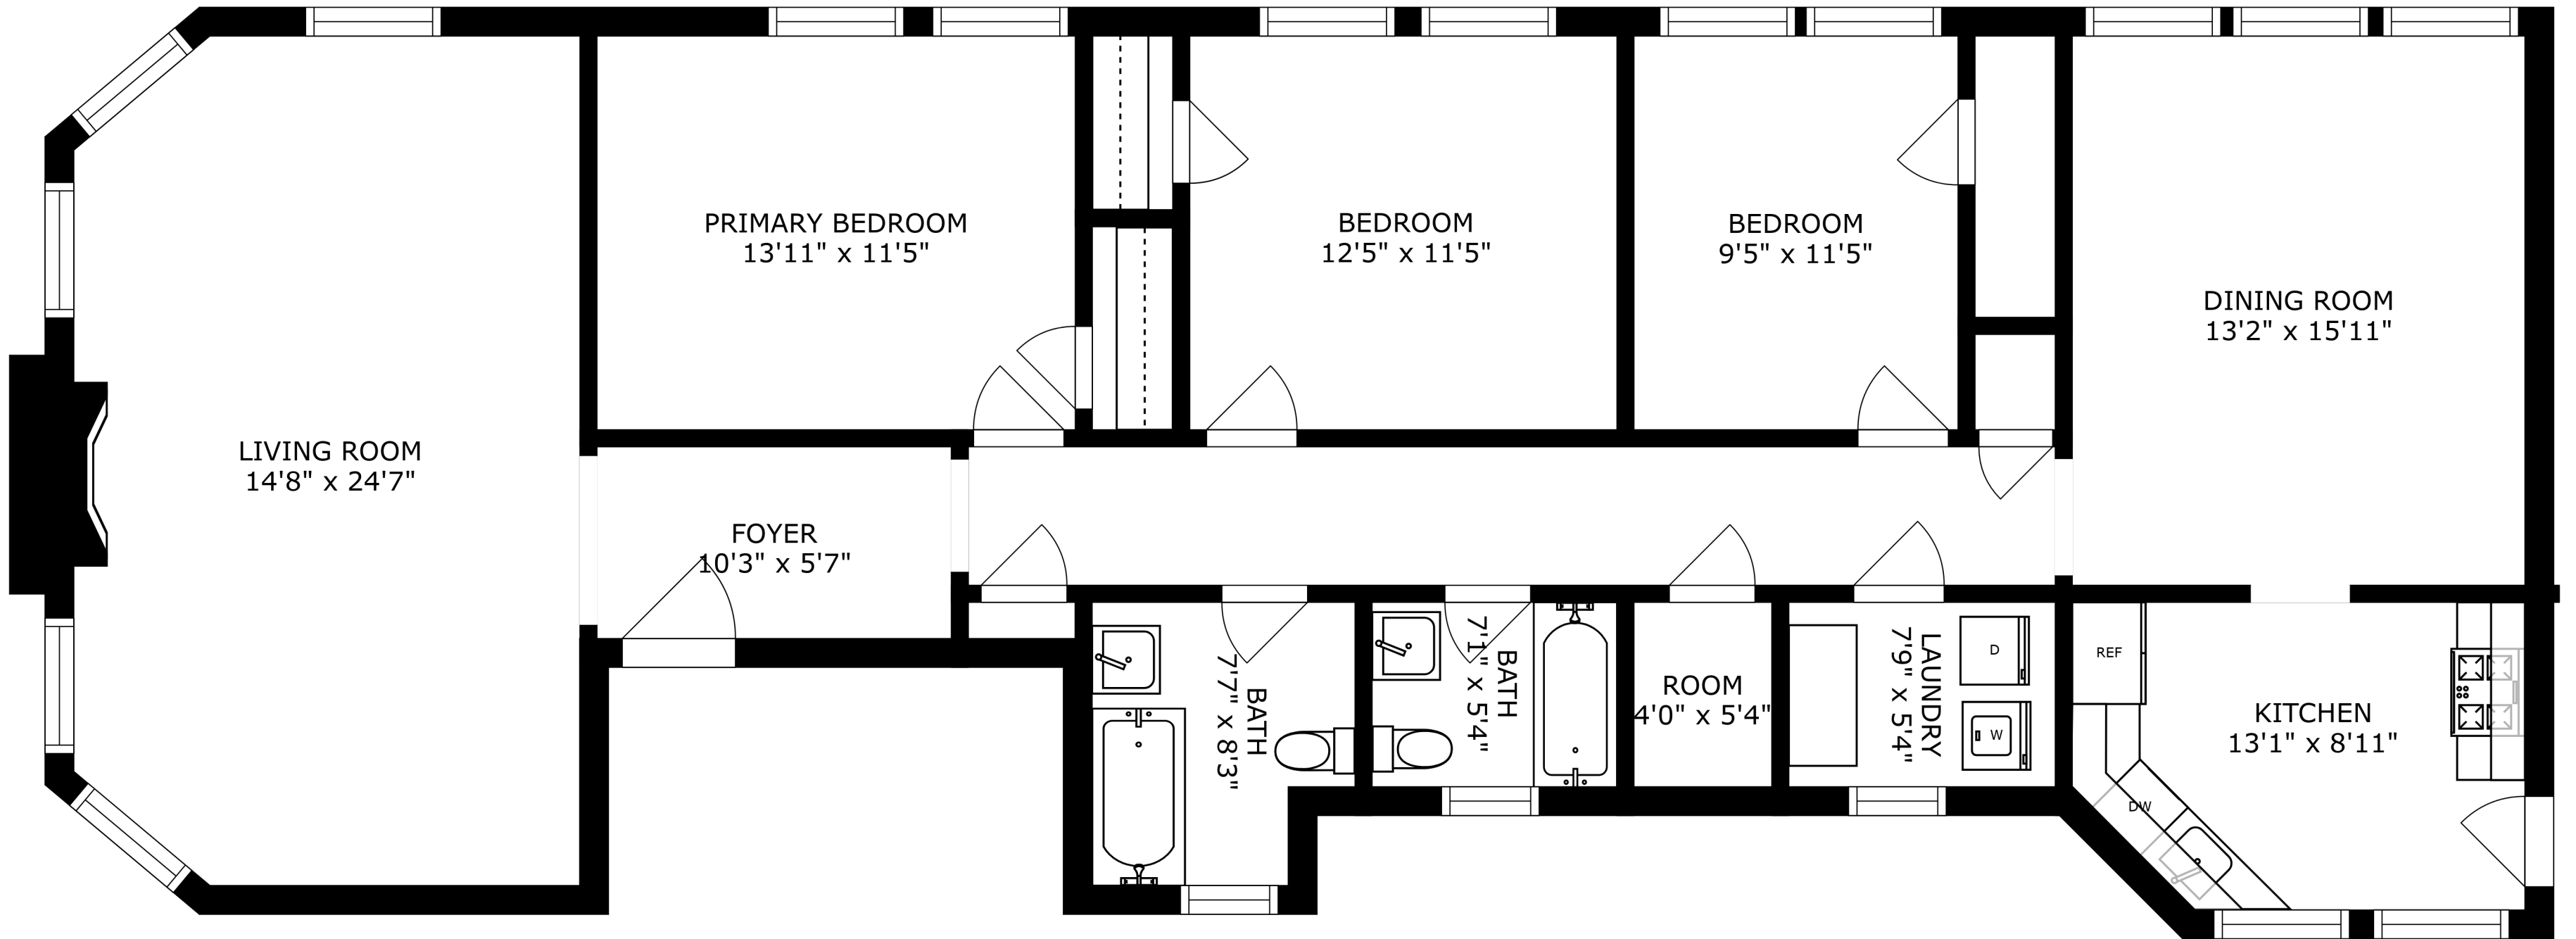 PRIMARY BEDROOM
13'11" x 11'5"
BEDROOM
12'5" x 11'5"
BEDROOM
9'5" x 11'5"
DINING ROOM
13'2" x 15'11"
LIVING ROOM
14'8" x 24'7"
FOYER
10'3" x 5'7"
BATH
7'7" x 8'3"
BATH
7'1" x 5'4"
ROOM
4'0" x 5'4"
LAUNDRY
7'9" x 5'4"
D
W
REF
KITCHEN
13'1" x 8'11"
DW